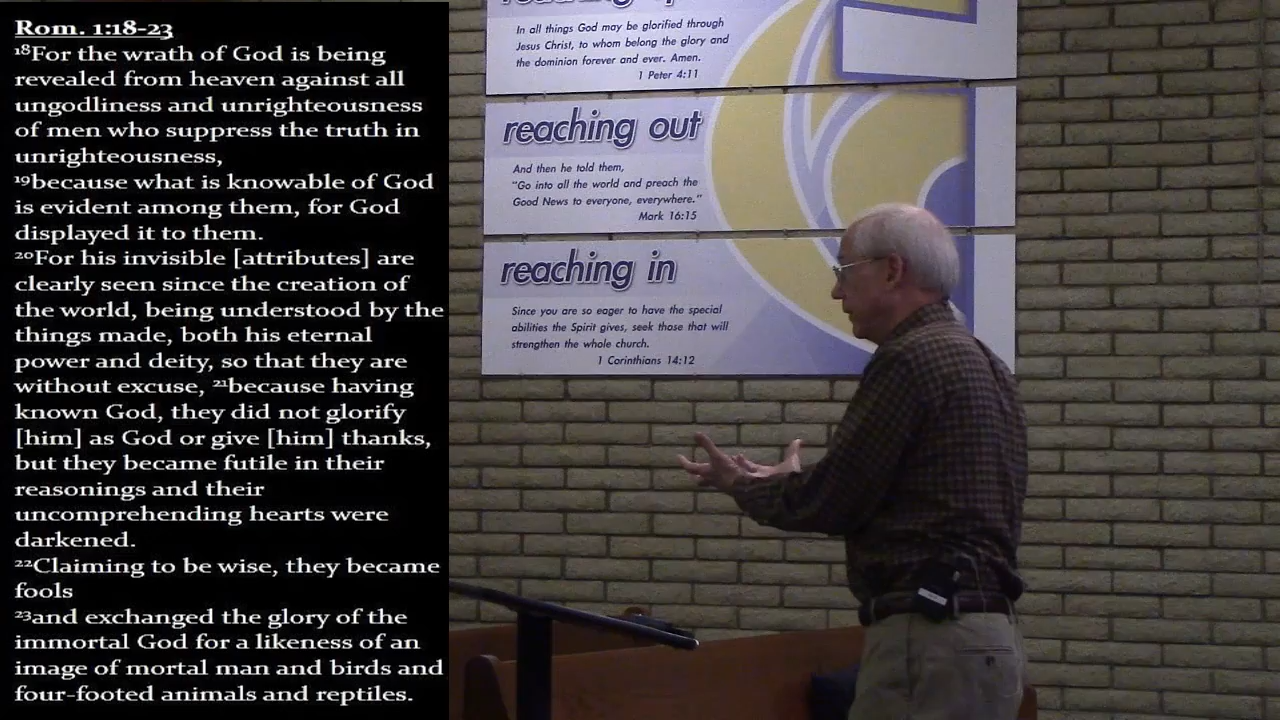 Rom. 1:18-23
¹⁸For the wrath of God is being
revealed from heaven against all
ungodliness and unrighteousness
of men who suppress the truth in
unrighteousness,
¹⁹because what is knowable of God
is evident among them, for God
displayed it to them.
²⁰For his invisible [attributes] are
clearly seen since the creation of
the world, being understood by the
things made, both his eternal
power and deity, so that they are
without excuse, ²¹because having
known God, they did not glorify
[him] as God or give [him] thanks,
but they became futile in their
reasonings and their
uncomprehending hearts were
darkened.
²²Claiming to be wise, they became
fools
²³and exchanged the glory of the
immortal God for a likeness of an
image of mortal man and birds and
four-footed animals and reptiles.
reaching up
In all things God may be glorified through
Jesus Christ, to whom belong the glory and
the dominion forever and ever. Amen.
1 Peter 4:11
reaching out
And then he told them,
"Go into all the world and preach the
Good News to everyone, everywhere."
Mark 16:15
reaching in
Since you are so eager to have the special
abilities the Spirit gives, seek those that will
strengthen the whole church.
1 Corinthians 14:12